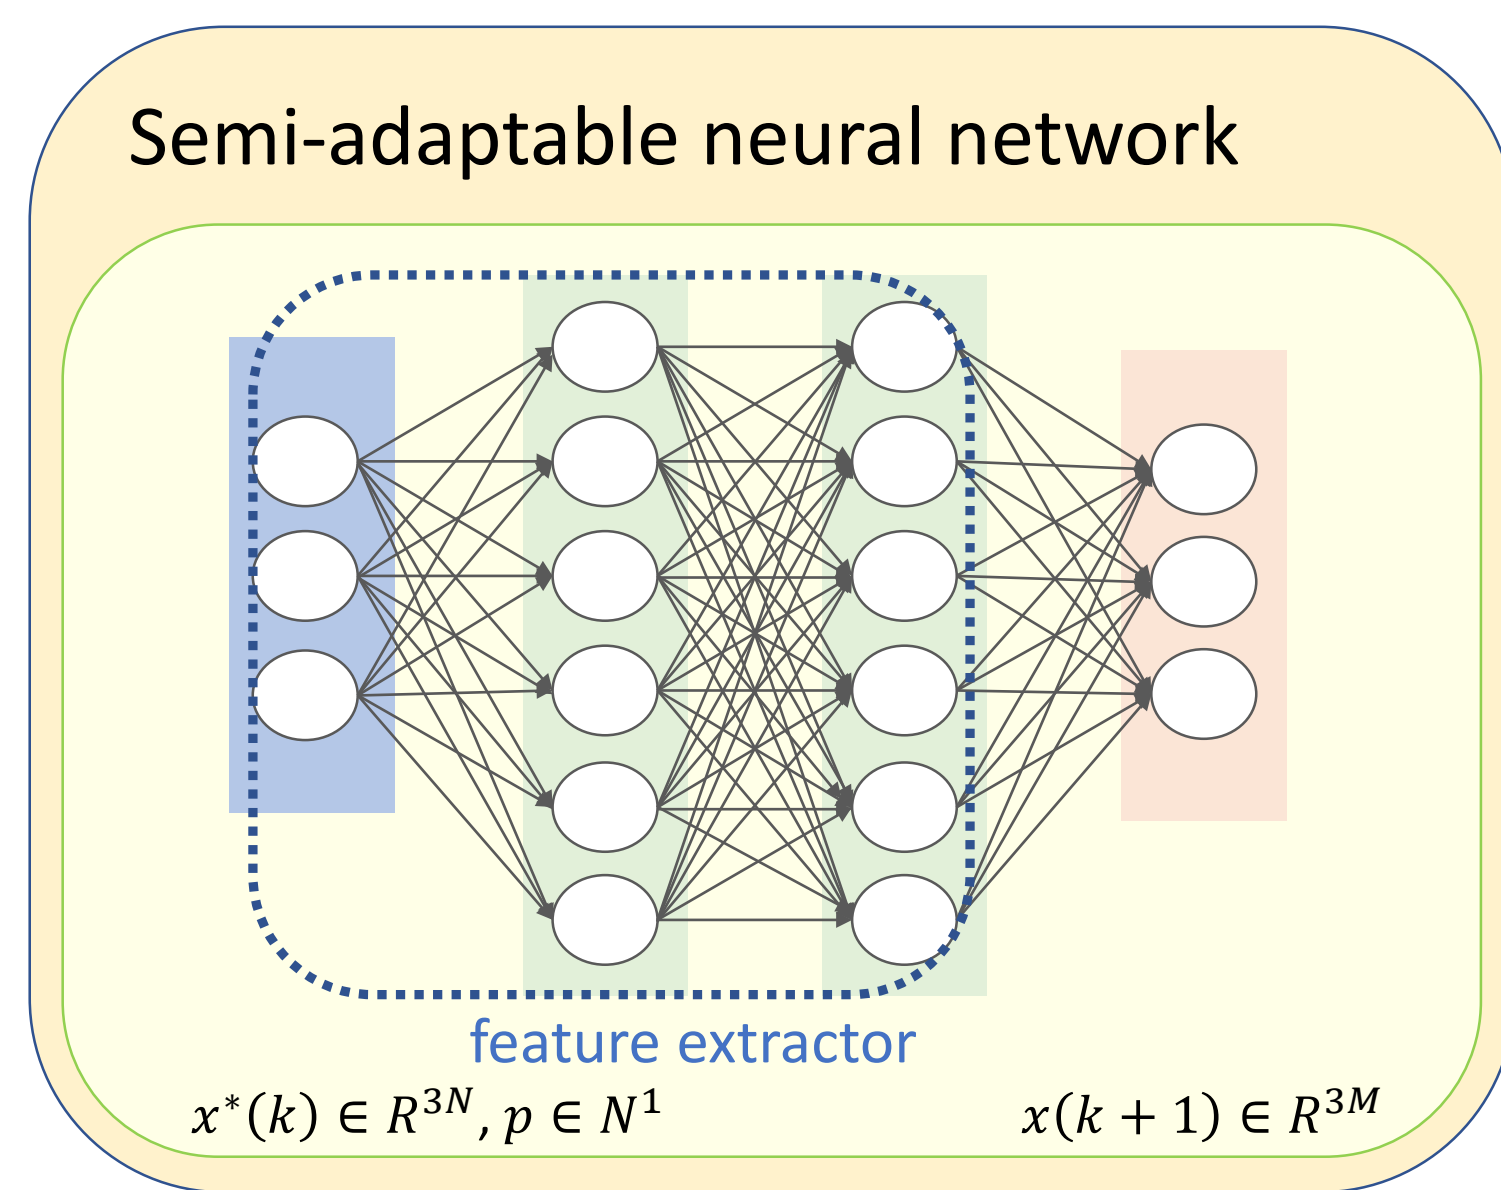 Semi-adaptable neural network
feature extractor
x*(k) ∈ R^{3N}, p ∈ N^1
x(k + 1) ∈ R^{3M}